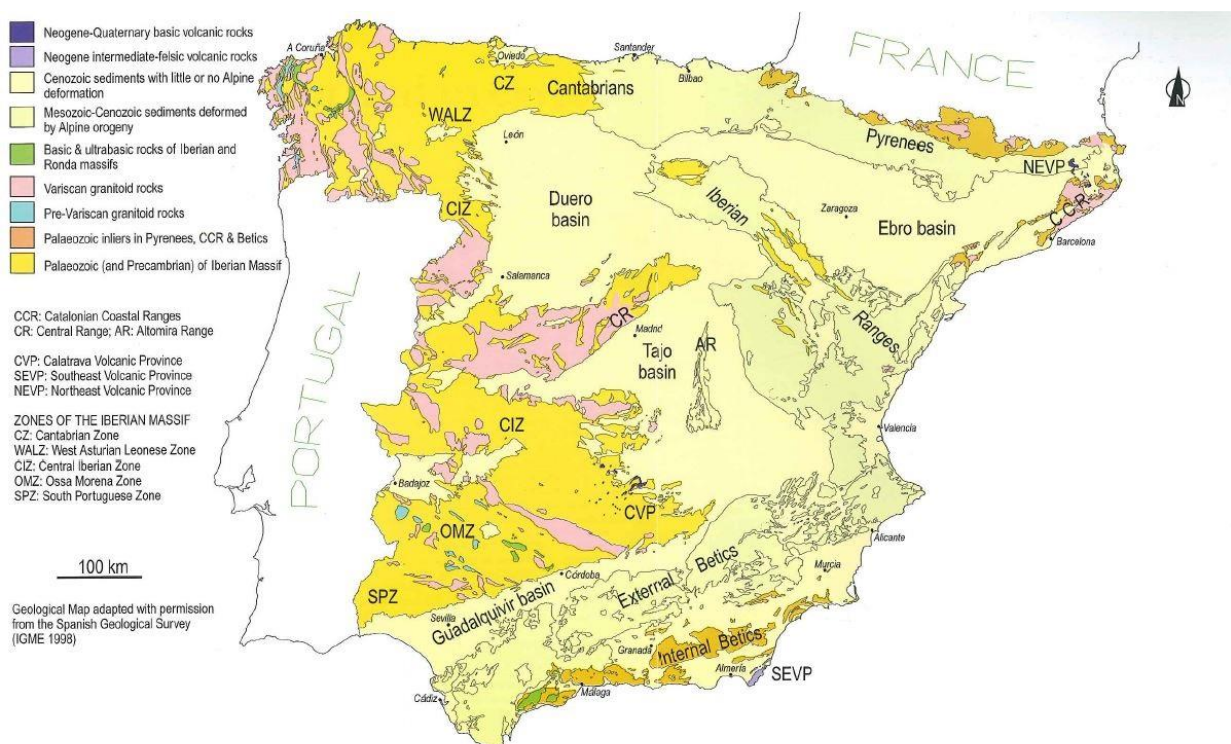 Neogene-Quaternary basic volcanic rocks
Neogene intermediate-felsic volcanic rocks
Cenozoic sediments with little or no Alpine
deformation
Mesozoic-Cenozoic sediments deformed
by Alpine orogeny
Basic & ultrabasic rocks of Iberian and
Ronda massifs
Variscan granitoid rocks
Pre-Variscan granitoid rocks
Palaeozoic inliers in Pyrenees, CCR & Betics
Palaeozoic (and Precambrian) of Iberian Massif
CCR: Catalonian Coastal Ranges
CR: Central Range; AR: Altomira Range
CVP: Calatrava Volcanic Province
SEVP: Southeast Volcanic Province
NEVP: Northeast Volcanic Province
ZONES OF THE IBERIAN MASSIF
CZ: Cantabrian Zone
WALZ: West Asturian Leonese Zone
CIZ: Central Iberian Zone
OMZ: Ossa Morena Zone
SPZ: South Portuguese Zone
100 km
Geological Map adapted with permission
from the Spanish Geological Survey
(IGME 1998)
A Coruña
Oviedo
Santander
Bilbao
FRANCE
N
CZ
Cantabrians
WALZ
León
Pyrenees
NEVP
CIZ
Duero
basin
Iberian
Zaragoza
Ebro basin
CCR
Barcelona
Salamanca
CR
Madrid
Tajo
basin
AR
Ranges
PORTUGAL
CIZ
Valencia
Badajoz
CVP
OMZ
Alicante
Betics
Murcia
Córdoba
External
SPZ
Sevilla
Guadalquivir basin
Granada
Internal Betics
Almería
SEVP
Cádiz
Málaga